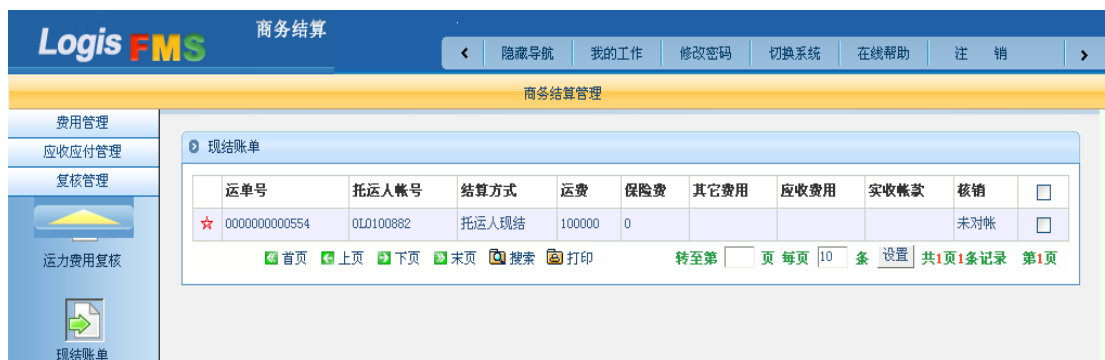 Logis FMS 商务结算
隐藏导航 我的工作 修改密码 切换系统 在线帮助 注 销
商务结算管理
费用管理
应收应付管理
复核管理
运力费用复核
现结账单
现结账单
运单号 托运人帐号 结算方式 运费 保险费 其它费用 应收费用 实收帐款 核销
0000000000554 OL0100882 托运人现结 100000 0 未对帐
首页 上页 下页 末页 搜索 打印 转至第 页 每页 10 条 设置 共1页1条记录 第1页